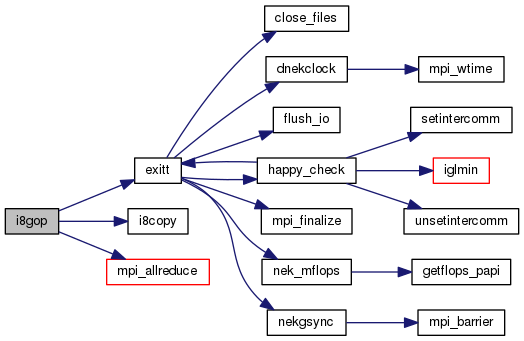 close_files
dnekclock
mpi_wtime
flush_io
setintercomm
exitt
happy_check
iglmin
i8gop
i8copy
mpi_finalize
unsetintercomm
mpi_allreduce
nek_mflops
getflops_papi
nekgsync
mpi_barrier